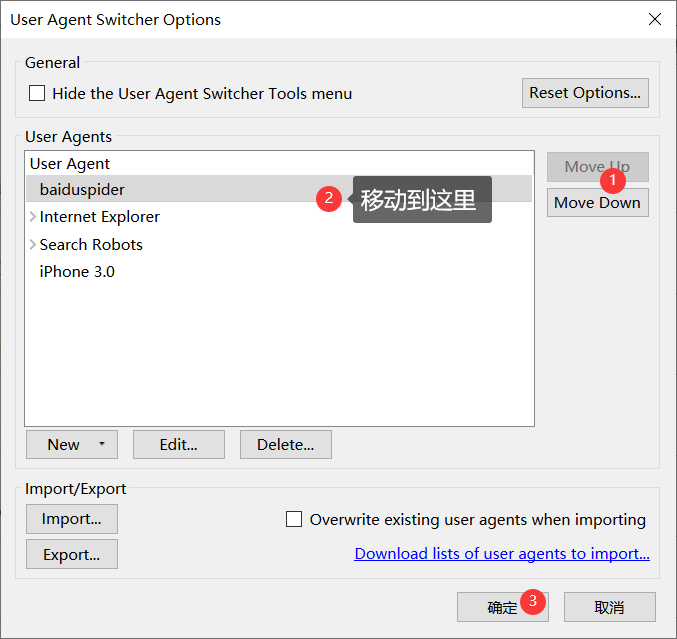 User Agent Switcher Options
General
Hide the User Agent Switcher Tools menu
Reset Options...
User Agents
User Agent
baiduspider
Internet Explorer
Search Robots
iPhone 3.0
2
移动到这里
Move Up
1
Move Down
New
Edit...
Delete...
Import/Export
Import...
Overwrite existing user agents when importing
Export...
Download lists of user agents to import...
确定
3
取消